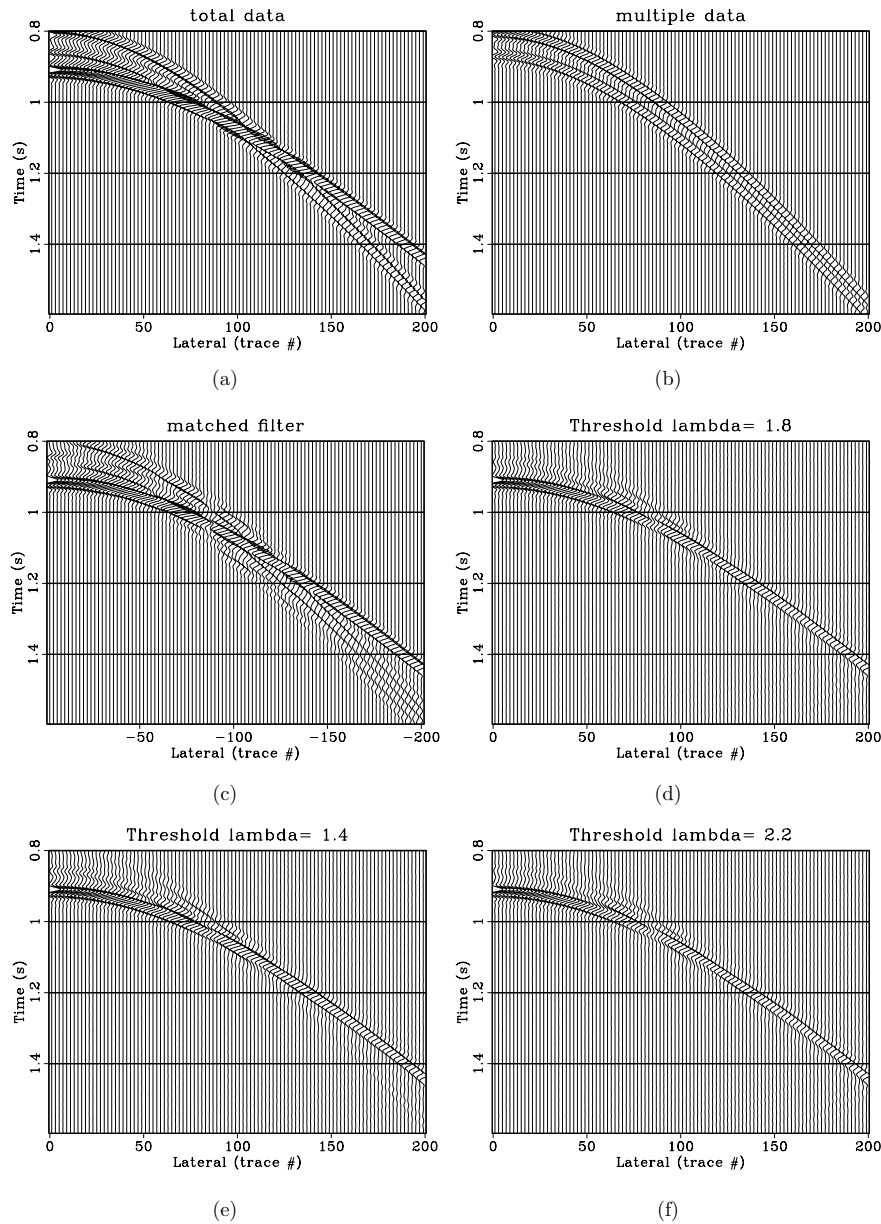 total data
0.8
1
1.2
1.4
Time (s)
0 50 100 150 200
Lateral (trace #)
(a)
multiple data
0.8
1
1.2
1.4
Time (s)
0 50 100 150 200
Lateral (trace #)
(b)
matched filter
0.8
1
1.2
1.4
Time (s)
-50 -100 -150 -200
Lateral (trace #)
(c)
Threshold lambda= 1.8
0.8
1
1.2
1.4
Time (s)
0 50 100 150 200
Lateral (trace #)
(d)
Threshold lambda= 1.4
0.8
1
1.2
1.4
Time (s)
0 50 100 150 200
Lateral (trace #)
(e)
Threshold lambda= 2.2
0.8
1
1.2
1.4
Time (s)
0 50 100 150 200
Lateral (trace #)
(f)